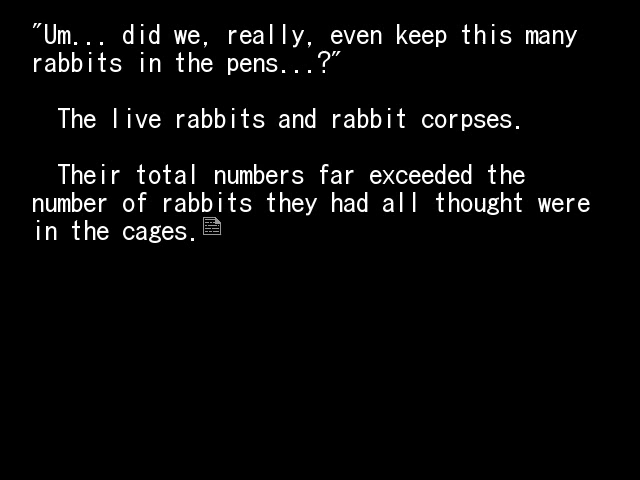 "Um... did we, really, even keep this many
rabbits in the pens...?"
The live rabbits and rabbit corpses.
Their total numbers far exceeded the
number of rabbits they had all thought were
in the cages.